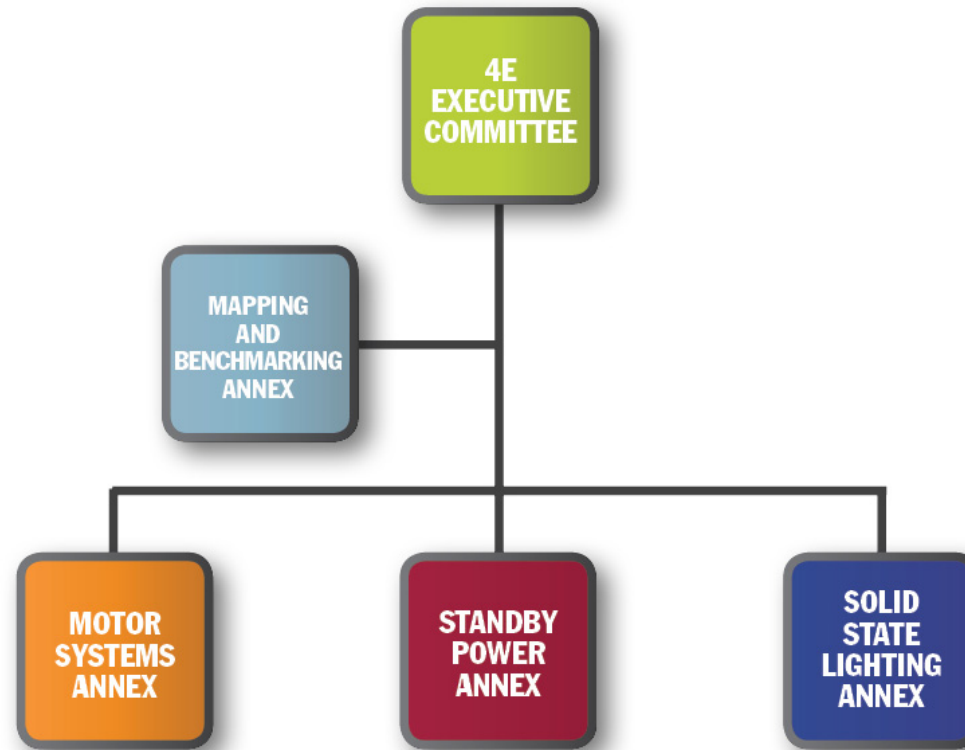 4E
EXECUTIVE
COMMITTEE
MAPPING
AND
BENCHMARKING
ANNEX
MOTOR
SYSTEMS
ANNEX
STANDBY
POWER
ANNEX
SOLID
STATE
LIGHTING
ANNEX